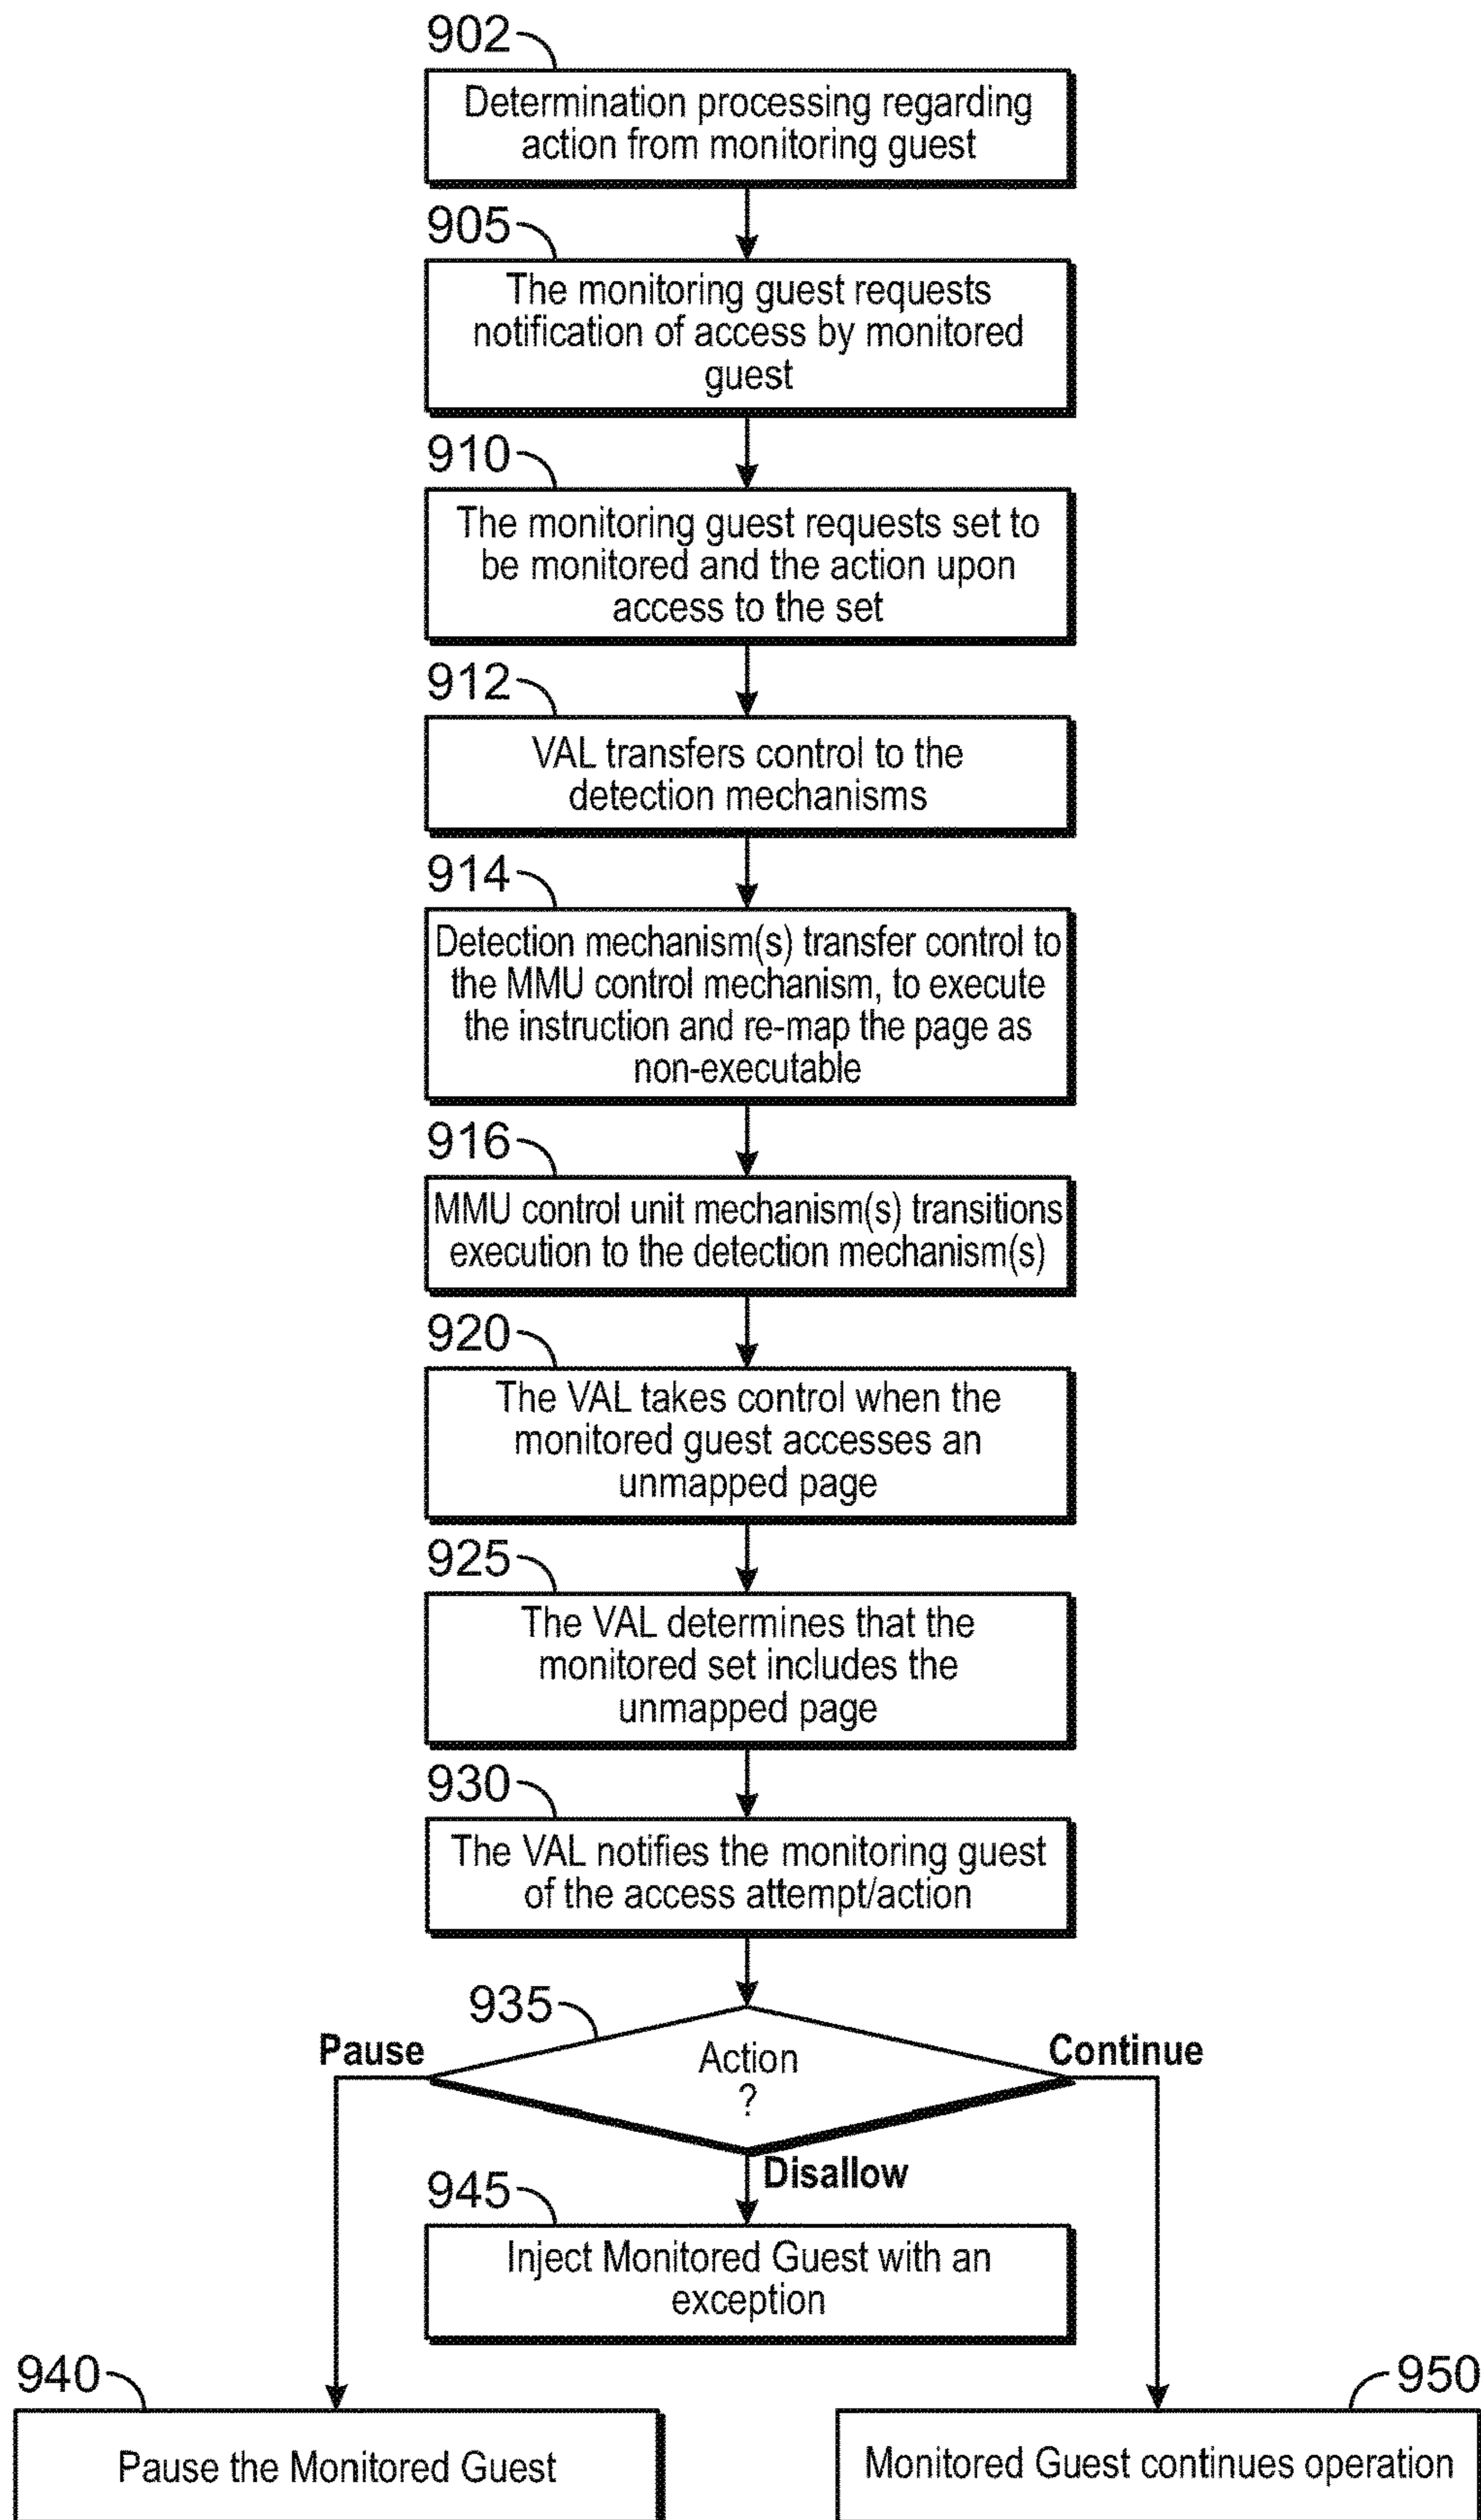 902
Determination processing regarding
action from monitoring guest
905
The monitoring guest requests
notification of access by monitored
guest
910
The monitoring guest requests set to
be monitored and the action upon
access to the set
912
VAL transfers control to the
detection mechanisms
914
Detection mechanism(s) transfer control to
the MMU control mechanism, to execute
the instruction and re-map the page as
non-executable
916
MMU control unit mechanism(s) transitions
execution to the detection mechanism(s)
920
The VAL takes control when the
monitored guest accesses an
unmapped page
925
The VAL determines that the
monitored set includes the
unmapped page
930
The VAL notifies the monitoring guest
of the access attempt/action
935
Pause
Action
?
Continue
Disallow
945
Inject Monitored Guest with an
exception
940
Pause the Monitored Guest
950
Monitored Guest continues operation